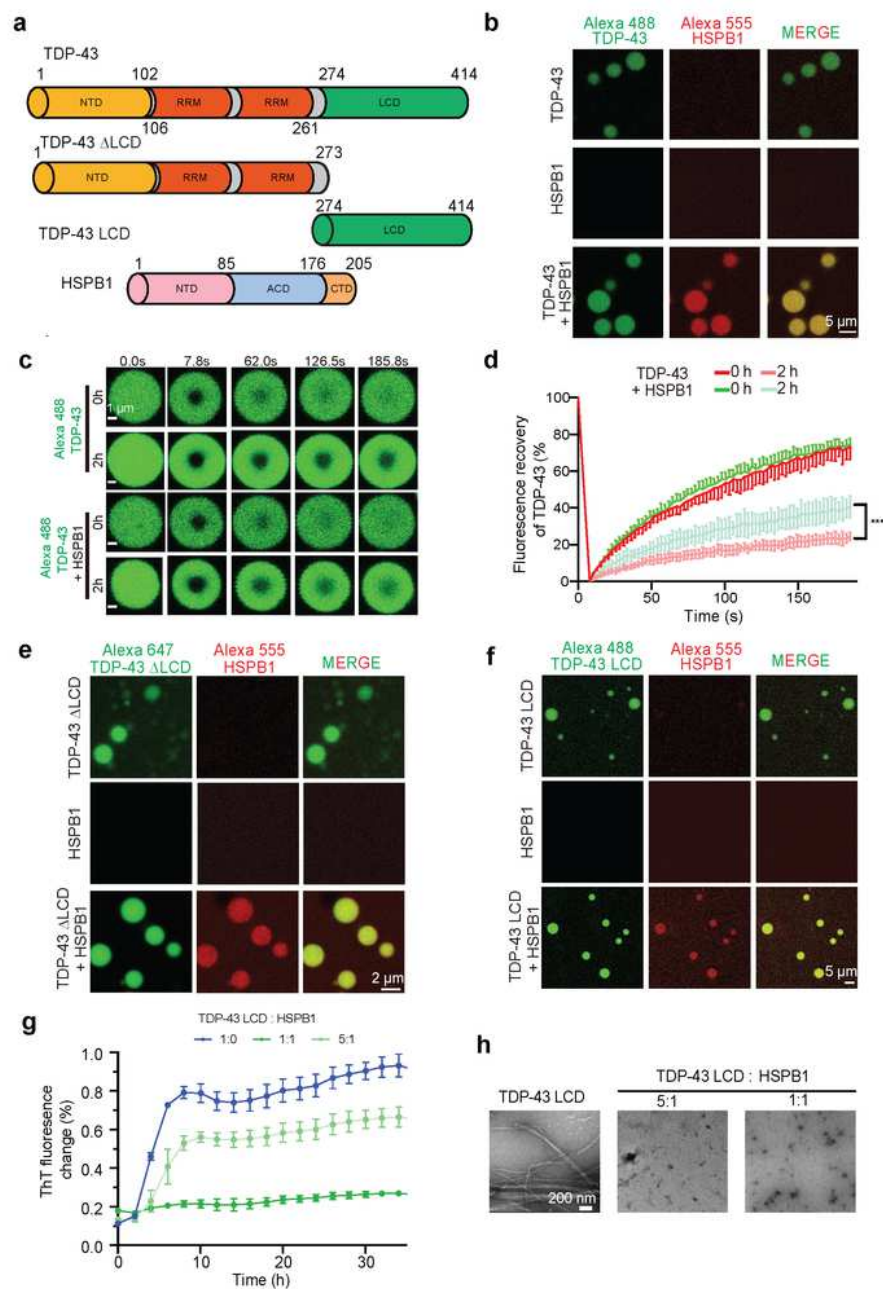 a
TDP-43
1 102 274 414
NTD RRM RRM LCD
106 261
TDP-43 ΔLCD
1 273
NTD RRM RRM
274 414
TDP-43 LCD
LCD
1 85 176 205
HSPB1
NTD ACD CTD
b
Alexa 488 Alexa 555
TDP-43 HSPB1 MERGE
TDP-43
HSPB1
TDP-43
+ HSPB1
5 µm
c
0.0s 7.8s 62.0s 126.5s 185.8s
Alexa 488
TDP-43
0h
1 µm
2h
Alexa 488
TDP-43
+ HSPB1
0h
2h
d
TDP-43 0 h 2 h
+ HSPB1 0 h 2 h
Fluorescence recovery
of TDP-43 (%
100
80
60
40
20
0
50 100 150
Time (s)
***
e
Alexa 647 Alexa 555
TDP-43 ΔLCD HSPB1 MERGE
TDP-43 ΔLCD
HSPB1
TDP-43 ΔLCD
+ HSPB1
2 µm
f
Alexa 488 Alexa 555
TDP-43 LCD HSPB1 MERGE
TDP-43 LCD
HSPB1
TDP-43 LCD
+ HSPB1
5 µm
g
TDP-43 LCD : HSPB1
1:0 1:1 5:1
ThT fluoresence
change (%)
1.0
0.8
0.6
0.4
0.2
0.0
0 10 20 30
Time (h)
h
TDP-43 LCD : HSPB1
TDP-43 LCD 5:1 1:1
200 nm